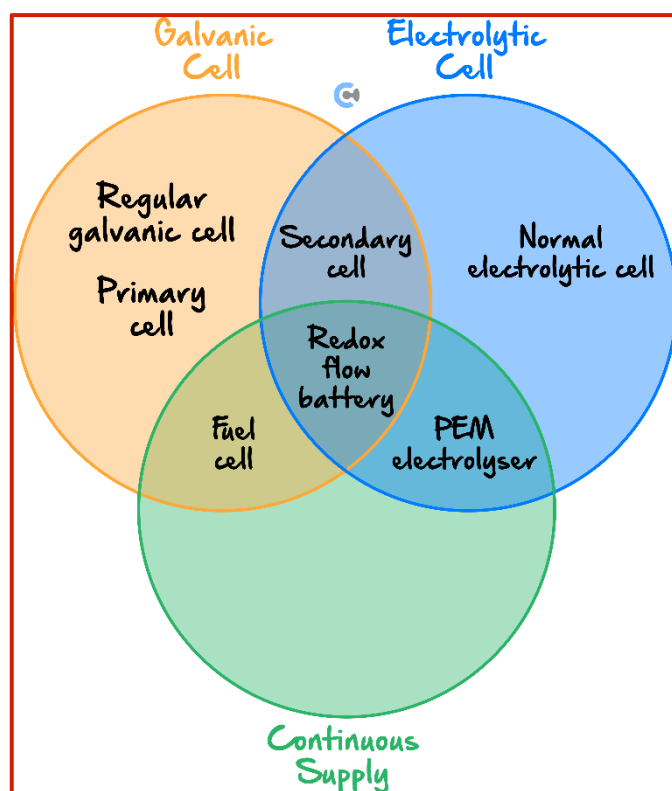 Galvanic
Cell
Electrolytic
Cell
Regular
galvanic cell
Primary
cell
Secondary
cell
Normal
electrolytic cell
Redox
flow
battery
Fuel
cell
PEM
electrolyser
Continuous
Supply